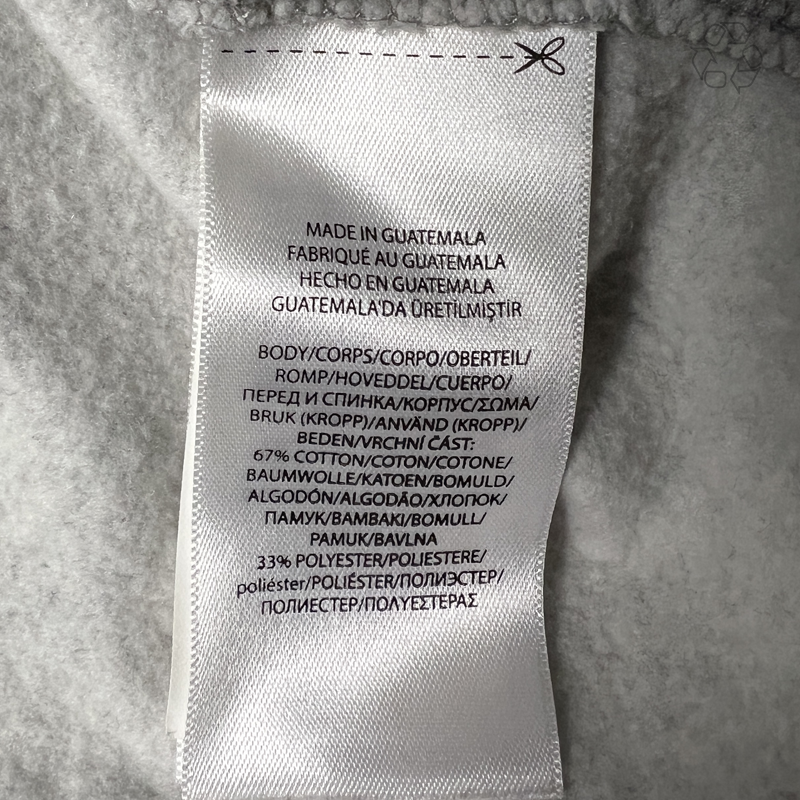 MADE IN GUATEMALA
FABRIQUÉ AU GUATEMALA
HECHO EN GUATEMALA
GUATEMALA'DA ÜRETİLMİŞTİR
BODY/CORPS/CORPO/OBERTEIL/
ROMP/HOVEDDEL/CUERPO/
ПЕРЕД И СПИНКА/КОРПУС/ΣΩΜΑ/
BRUK (KROPP)/ANVÄND (KROPP)/
BEDEN/VRCHNÍ ČÁST:
67% COTTON/COTON/COTONE/
BAUMWOLLE/KATOEN/BOMULD/
ALGODÓN/ALGODÃO/ХЛОПОК/
ПАМУК/ΒΑΜΒΑΚΙ/BOMULL/
PAMUK/BAVLNA
33% POLYESTER/POLIESTERE/
poliéster/POLIÉSTER/ПОЛИЭСТЕР/
ПОЛИЕСТЕР/ΠΟΛΥΕΣΤΕΡΑΣ